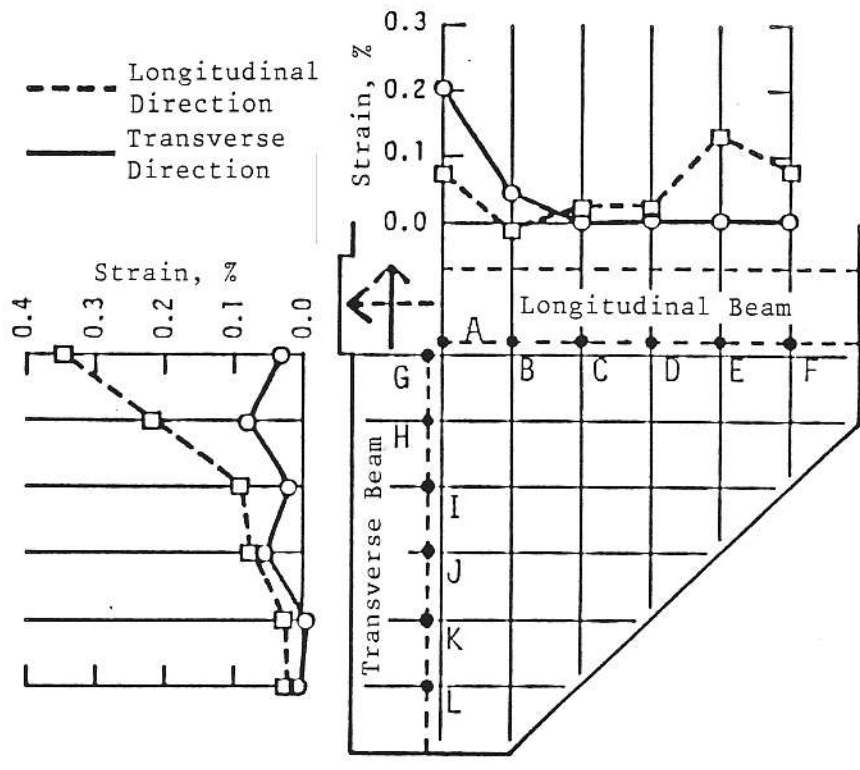 Longitudinal
Direction
Transverse
Direction
Strain, %
0.3
0.2
0.1
0.0
Strain, %
0.4
0.3
0.2
0.1
0.0
Longitudinal Beam
A
B
C
D
E
F
G
H
I
J
K
L
Transverse Beam